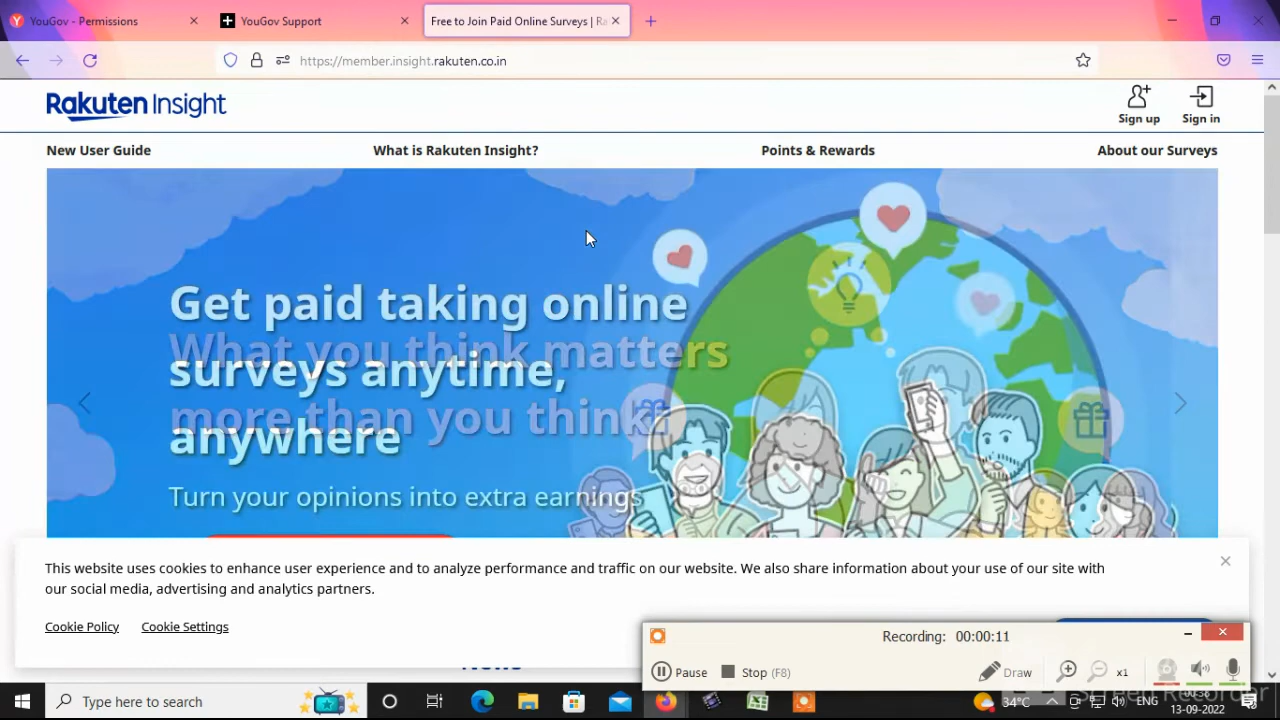 YouGov - Permissions
YouGov Support
Free to Join Paid Online Surveys | Ra
https://member.insight.rakuten.co.in
Rakuten Insight
Sign up
Sign in
New User Guide
What is Rakuten Insight?
Points & Rewards
About our Surveys
Get paid taking online
What you think matters
surveys anytime,
more than you think!
anywhere
Turn your opinions into extra earnings
This website uses cookies to enhance user experience and to analyze performance and traffic on our website. We also share information about your use of our site with
our social media, advertising and analytics partners.
Cookie Policy
Cookie Settings
News
Recording: 00:00:11
Pause
Stop (F8)
Draw
x1
Screen Recorder
Type here to search
34°C
ENG
13-09-2022